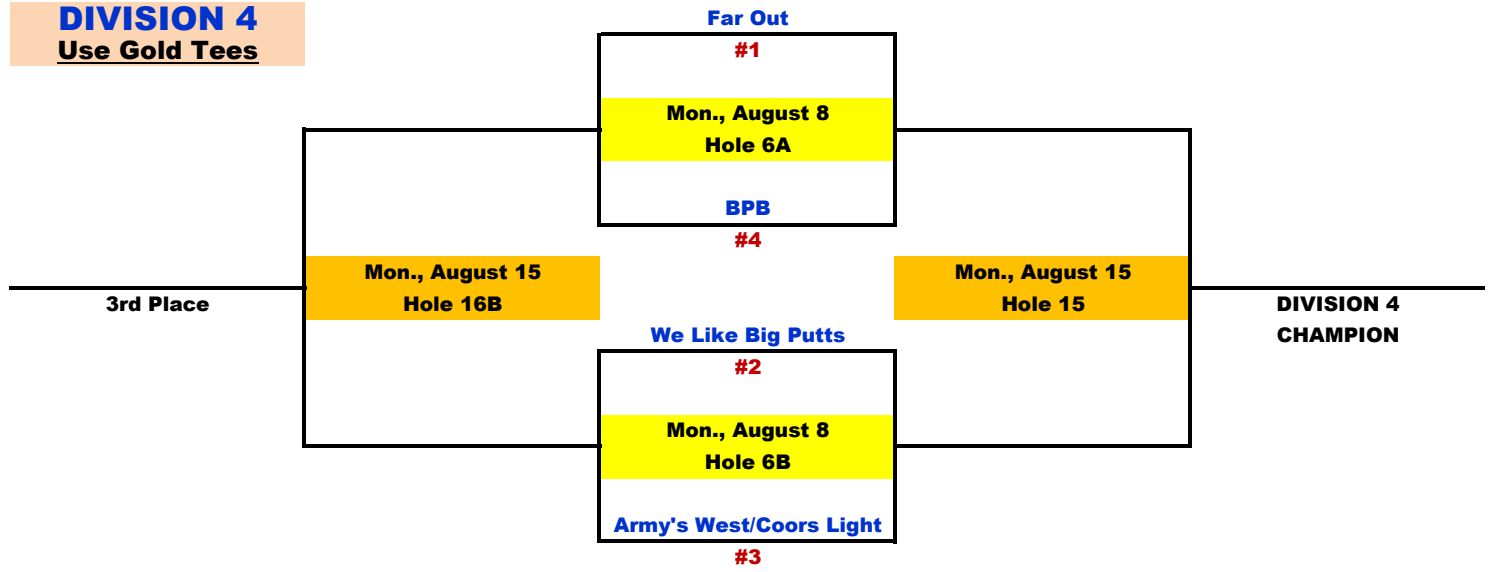 DIVISION 4
Use Gold Tees
Far Out
#1
Mon., August 8
Hole 6A
BPB
#4
Mon., August 15
Hole 16B
3rd Place
Mon., August 15
Hole 15
DIVISION 4
CHAMPION
We Like Big Putts
#2
Mon., August 8
Hole 6B
Army's West/Coors Light
#3